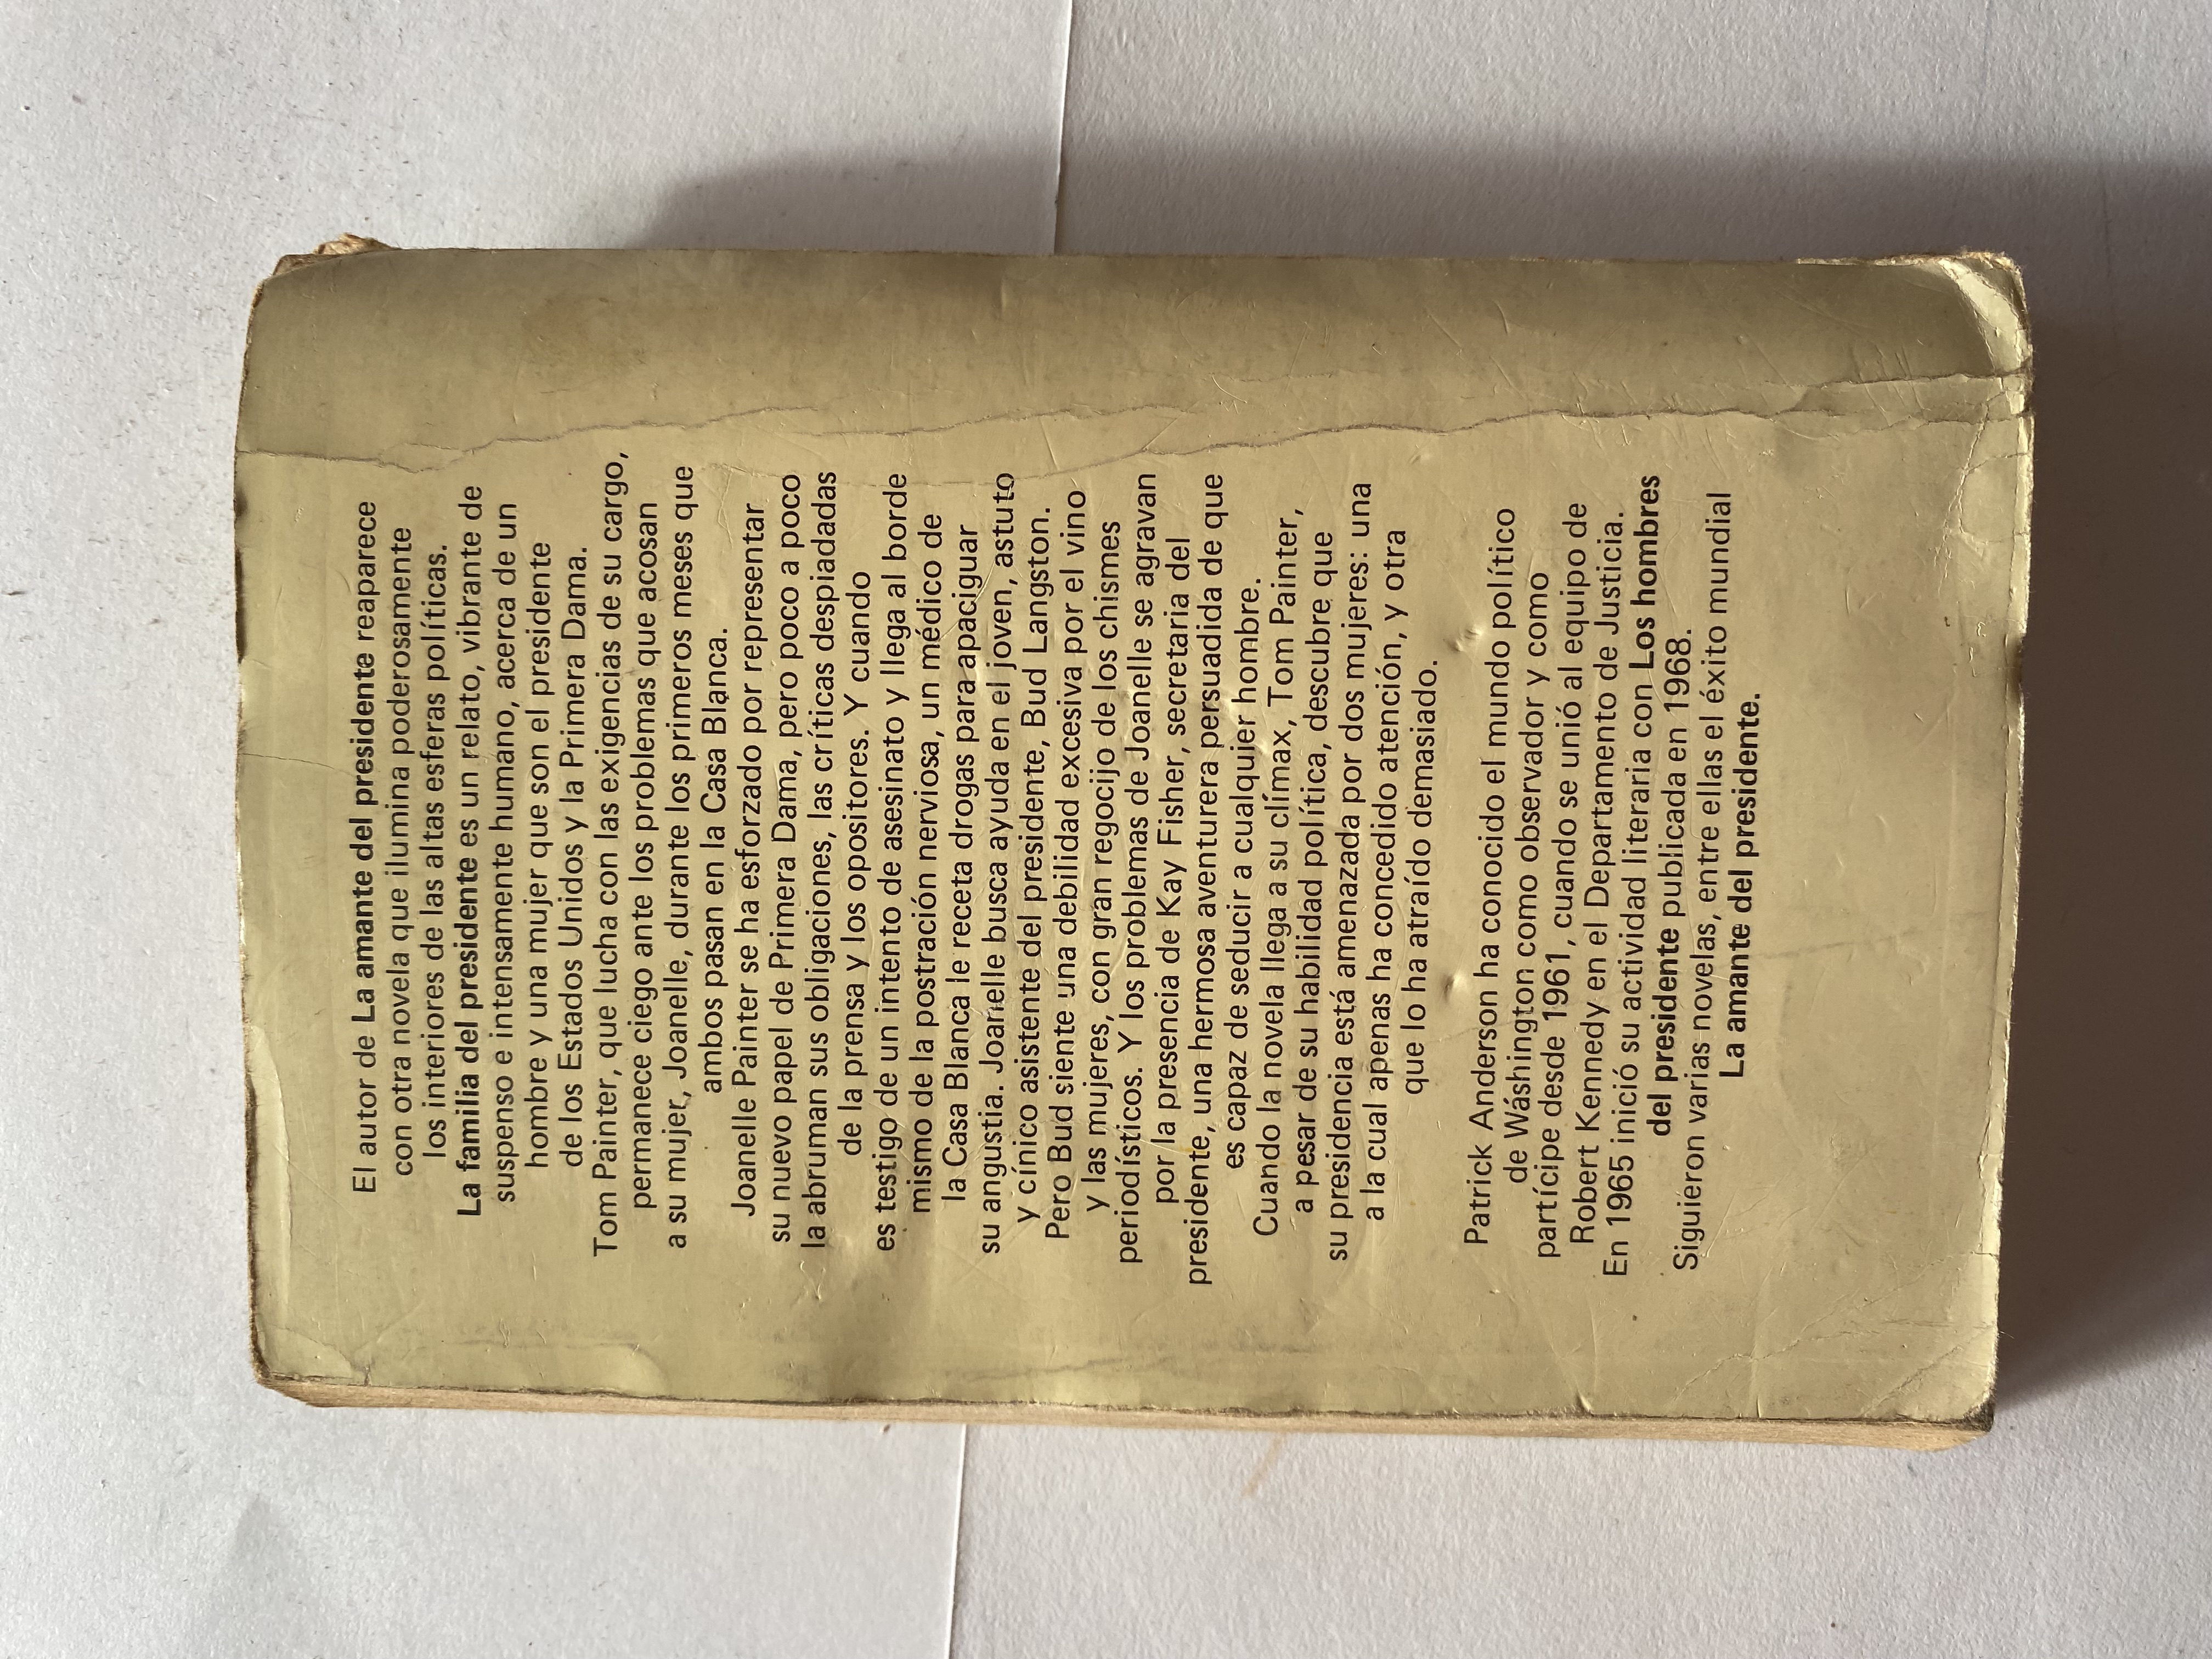 El autor de La amante del presidente reaparece
con otra novela que ilumina poderosamente
los interiores de las altas esferas políticas.
La familia del presidente es un relato, vibrante de
suspenso e intensamente humano, acerca de un
hombre y una mujer que son el presidente
de los Estados Unidos y la Primera Dama.
Tom Painter, que lucha con las exigencias de su cargo,
permanece ciego ante los problemas que acosan
a su mujer, Joanelle, durante los primeros meses que
ambos pasan en la Casa Blanca.
Joanelle Painter se ha esforzado por representar
su nuevo papel de Primera Dama, pero poco a poco
la abruman sus obligaciones, las críticas despiadadas
de la prensa y los opositores. Y cuando
es testigo de un intento de asesinato y llega al borde
mismo de la postración nerviosa, un médico de
la Casa Blanca le receta drogas para apaciguar
su angustia. Joanelle busca ayuda en el joven, astuto
y cínico asistente del presidente, Bud Langston.
Pero Bud siente una debilidad excesiva por el vino
y las mujeres, con gran regocijo de los chismes
periodísticos. Y los problemas de Joanelle se agravan
por la presencia de Kay Fisher, secretaria del
presidente, una hermosa aventurera persuadida de que
es capaz de seducir a cualquier hombre.
Cuando la novela llega a su clímax, Tom Painter,
a pesar de su habilidad política, descubre que
su presidencia está amenazada por dos mujeres: una
a la cual apenas ha concedido atención, y otra
que lo ha atraído demasiado.
Patrick Anderson ha conocido el mundo político
de Wáshington como observador y como
partícipe desde 1961, cuando se unió al equipo de
Robert Kennedy en el Departamento de Justicia.
En 1965 inició su actividad literaria con Los hombres
del presidente publicada en 1968.
Siguieron varias novelas, entre ellas el éxito mundial
La amante del presidente.